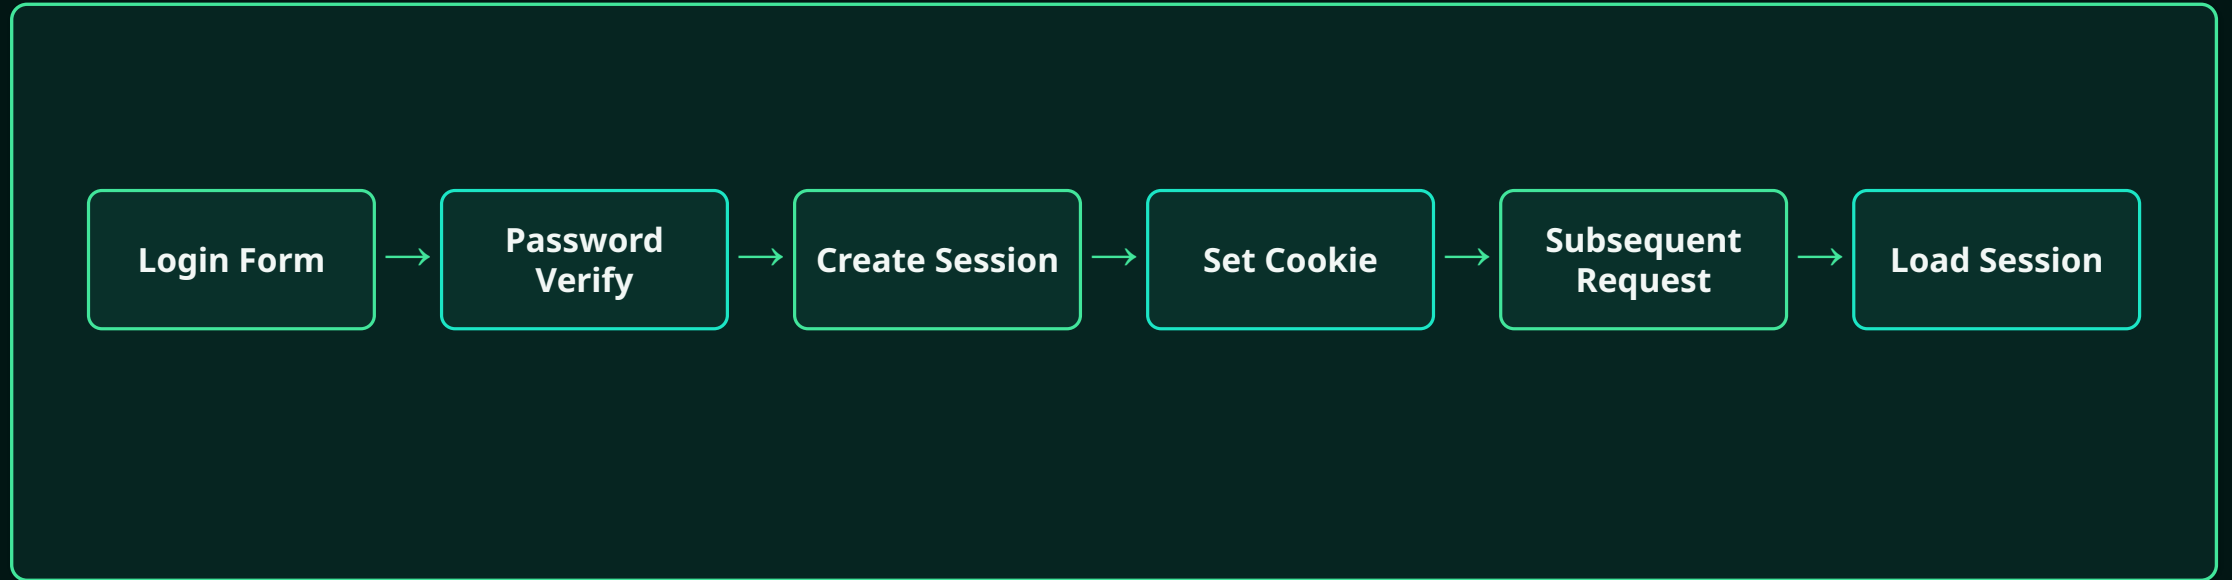 Login Form
Password
Verify
Create Session
Set Cookie
Subsequent
Request
Load Session